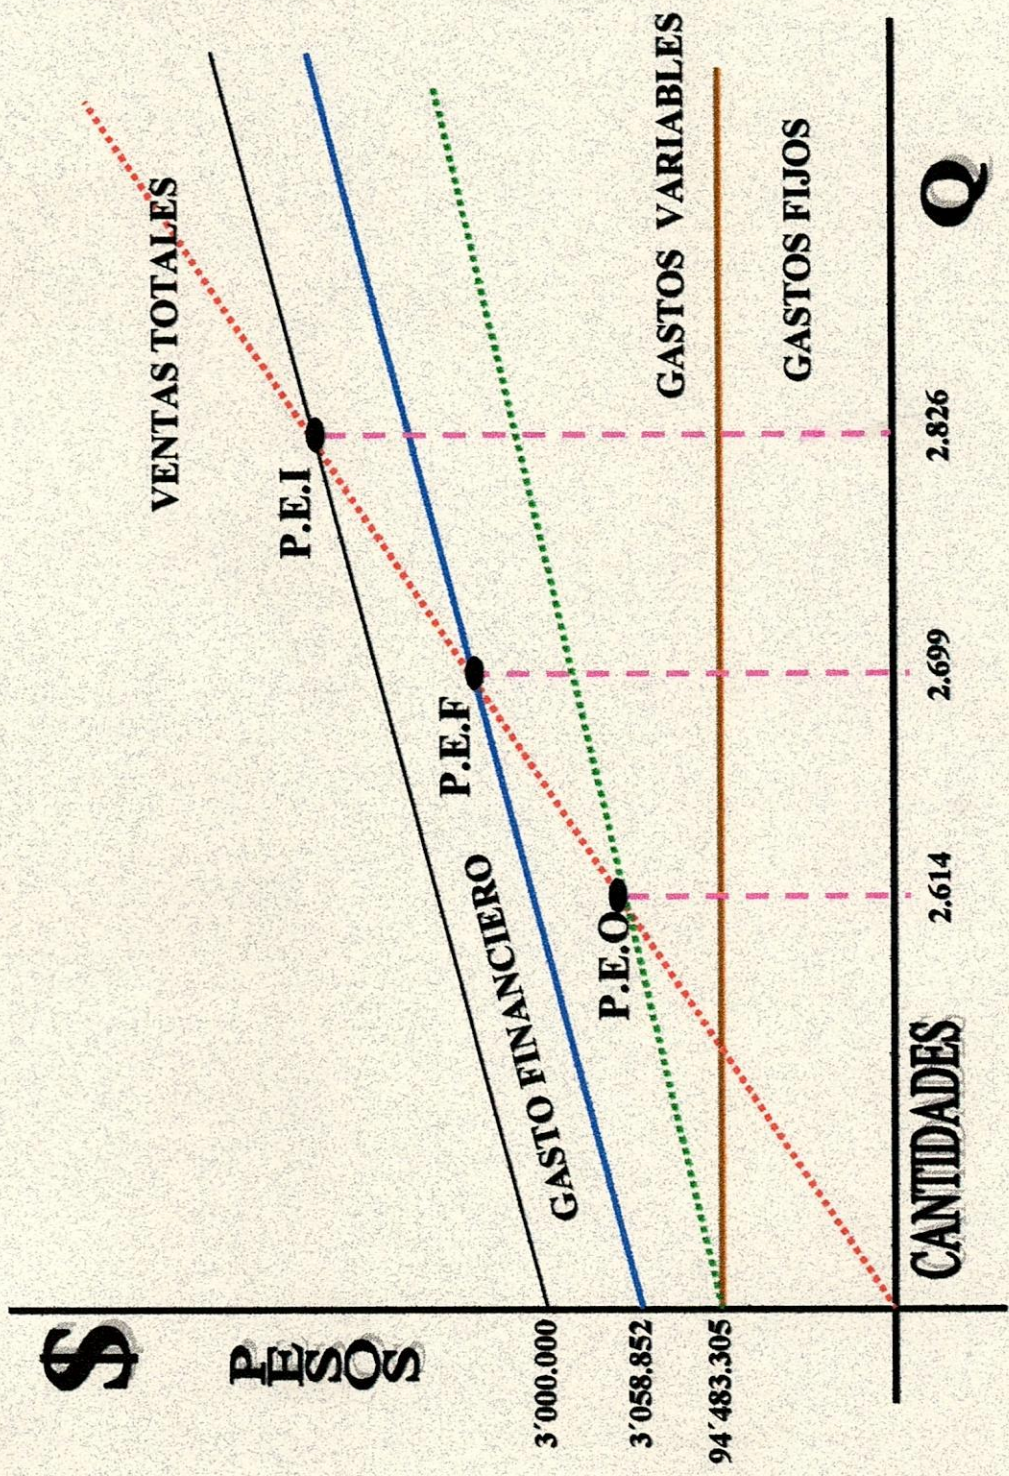 $
PESOS
VENTAS TOTALES
P.E.I
P.E.F
GASTO FINANCIERO
P.E.O
GASTOS VARIABLES
GASTOS FIJOS
3´000.000
3´058.852
94´483.305
2.614
2.699
2.826
CANTIDADES
Q